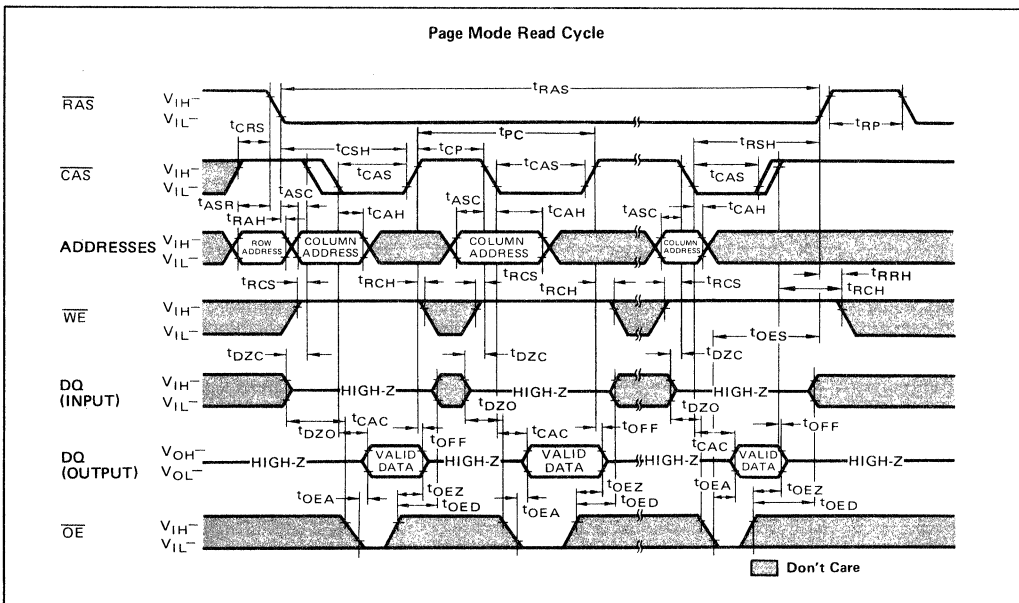 Page Mode Read Cycle
RAS VIH– VIL– tRAS tRP
tCRS tCSH tPC tCP tRSH
CAS VIH– VIL– tCAS tCAS tCAS
tASR tASC tRAH tCAH tASC tCAH tASC tCAH
ADDRESSES VIH– VIL– ROW ADDRESS COLUMN ADDRESS COLUMN ADDRESS COLUMN ADDRESS
tRCS tRCH tRCS tRCH tRCS tRRH tRCH
WE VIH– VIL– tOES
tDZC tDZC tDZC
DQ (INPUT) VIH– VIL– HIGH-Z HIGH-Z HIGH-Z
tDZO tCAC tOFF tDZO tCAC tOFF tDZO tCAC tOFF
DQ (OUTPUT) VOH– VOL– HIGH-Z VALID DATA HIGH-Z VALID DATA HIGH-Z VALID DATA HIGH-Z
tOEA tOEZ tOED tOEA tOEZ tOED tOEA tOEZ tOED
OE VIH– VIL–
Don't Care